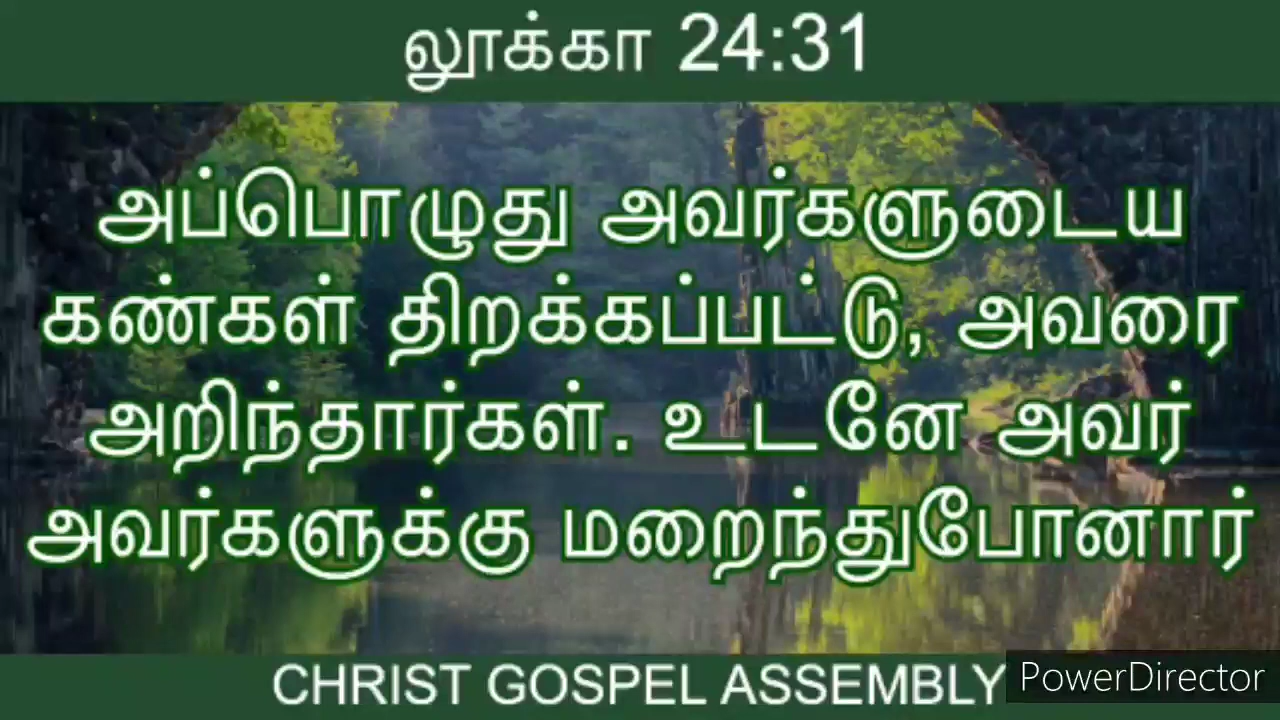 லூக்கா 24:31
அப்பொழுது அவர்களுடைய
கண்கள் திறக்கப்பட்டு, அவரை
அறிந்தார்கள். உடனே அவர்
அவர்களுக்கு மறைந்துபோனார்
CHRIST GOSPEL ASSEMBLY
PowerDirector